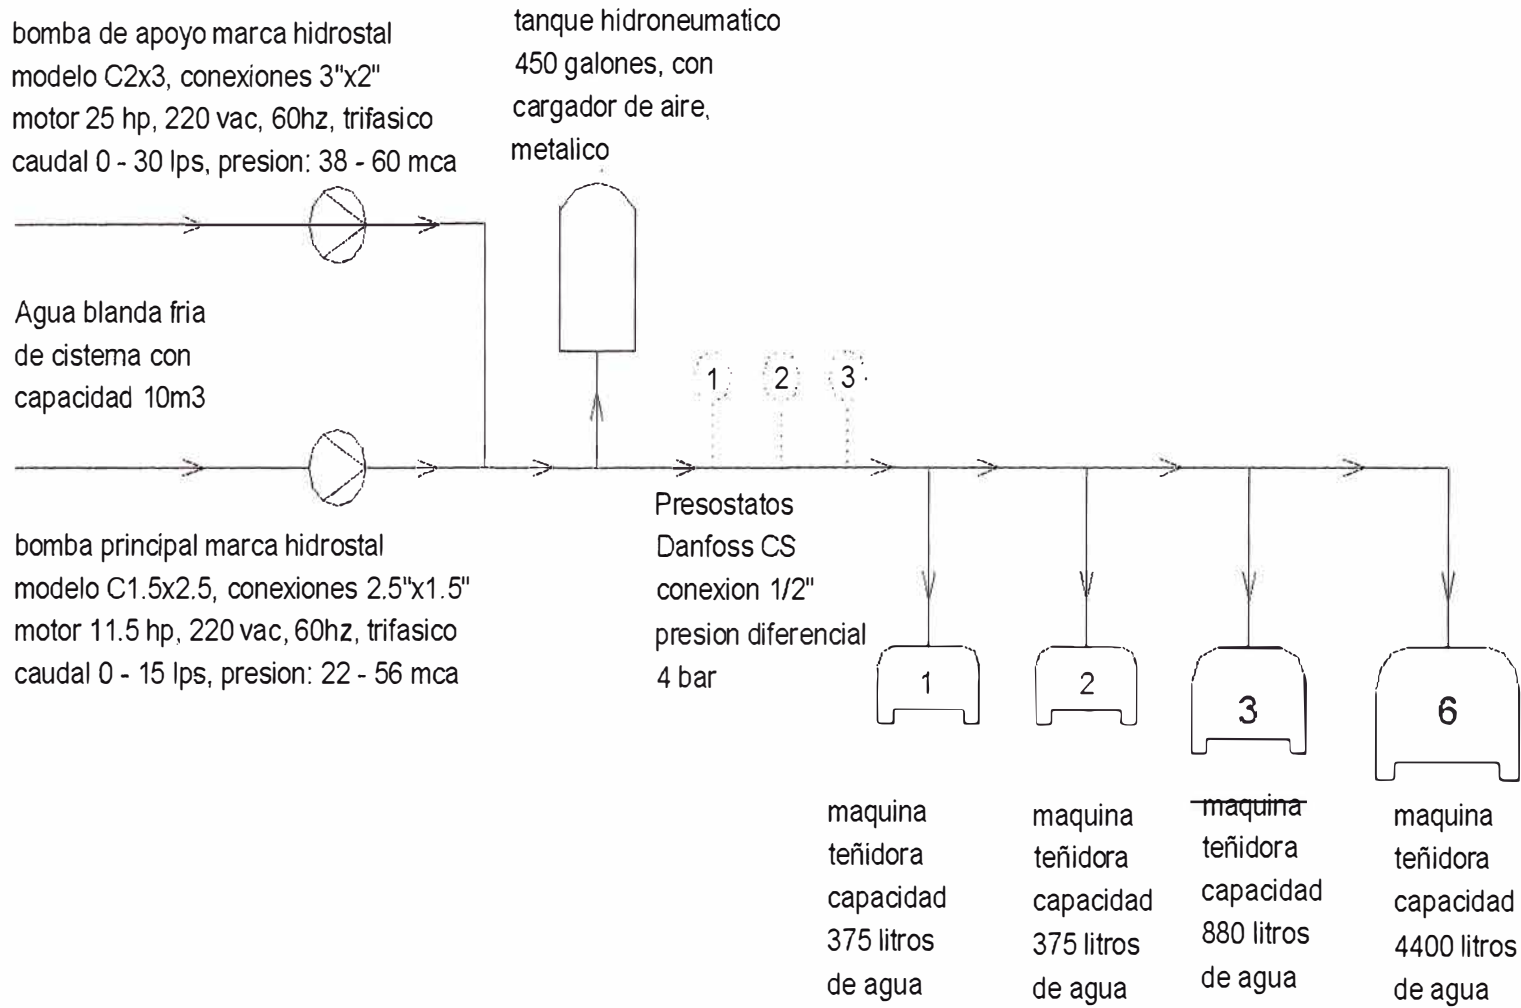 bomba de apoyo marca hidrostal
modelo C2x3, conexiones 3"x2"
motor 25 hp, 220 vac, 60hz, trifasico
caudal 0 - 30 lps, presion: 38 - 60 mca
tanque hidroneumatico
450 galones, con
cargador de aire,
metalico
Agua blanda fria
de cisterna con
capacidad 10m3
1
2
3
bomba principal marca hidrostal
modelo C1.5x2.5, conexiones 2.5"x1.5"
motor 11.5 hp, 220 vac, 60hz, trifasico
caudal 0 - 15 lps, presion: 22 - 56 mca
Presostatos
Danfoss CS
conexion 1/2"
presion diferencial
4 bar
1
2
3
6
maquina
teñidora
capacidad
375 litros
de agua
maquina
teñidora
capacidad
375 litros
de agua
maquina
teñidora
capacidad
880 litros
de agua
maquina
teñidora
capacidad
4400 litros
de agua